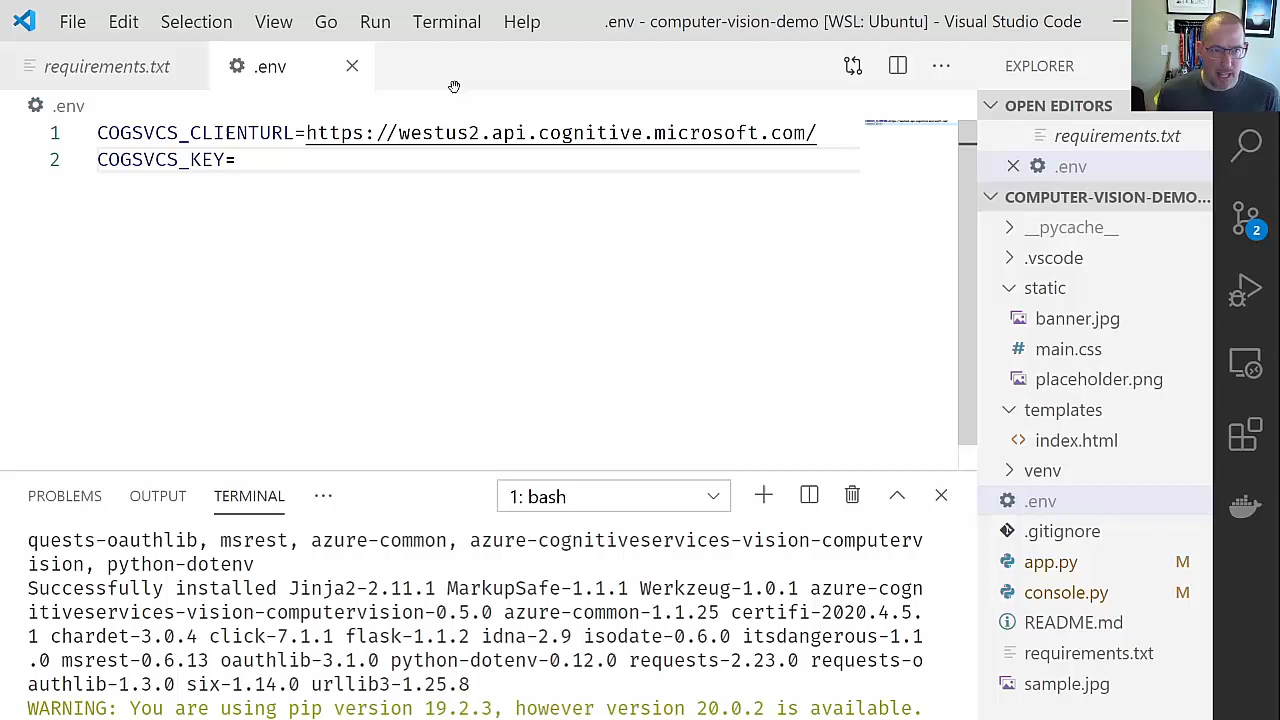 File Edit Selection View Go Run Terminal Help .env - computer-vision-demo [WSL: Ubuntu] - Visual Studio Code
requirements.txt
.env
EXPLORER
.env
1 COGSVCS_CLIENTURL=https://westus2.api.cognitive.microsoft.com/
2 COGSVCS_KEY=
OPEN EDITORS
requirements.txt
.env
COMPUTER-VISION-DEMO...
__pycache__
.vscode
static
banner.jpg
# main.css
placeholder.png
templates
<> index.html
venv
.env
.gitignore
app.py M
console.py M
README.md
requirements.txt
sample.jpg
2
PROBLEMS OUTPUT TERMINAL ... 1: bash
quests-oauthlib, msrest, azure-common, azure-cognitiveservices-vision-computerv
ision, python-dotenv
Successfully installed Jinja2-2.11.1 MarkupSafe-1.1.1 Werkzeug-1.0.1 azure-cogn
itiveservices-vision-computervision-0.5.0 azure-common-1.1.25 certifi-2020.4.5.
1 chardet-3.0.4 click-7.1.1 flask-1.1.2 idna-2.9 isodate-0.6.0 itsdangerous-1.1
.0 msrest-0.6.13 oauthlib-3.1.0 python-dotenv-0.12.0 requests-2.23.0 requests-o
authlib-1.3.0 six-1.14.0 urllib3-1.25.8
WARNING: You are using pip version 19.2.3, however version 20.0.2 is available.